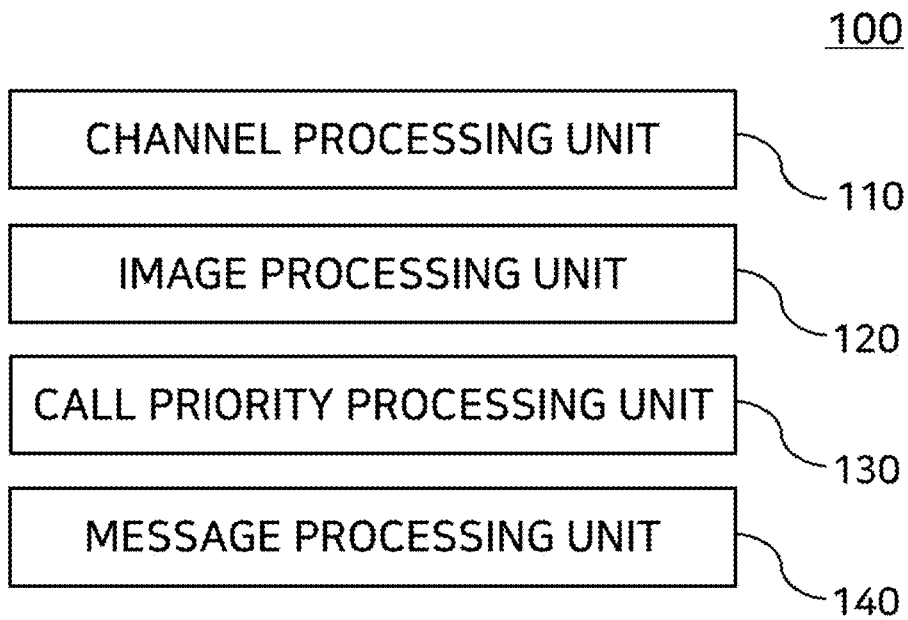 100
CHANNEL PROCESSING UNIT
110
IMAGE PROCESSING UNIT
120
CALL PRIORITY PROCESSING UNIT
130
MESSAGE PROCESSING UNIT
140